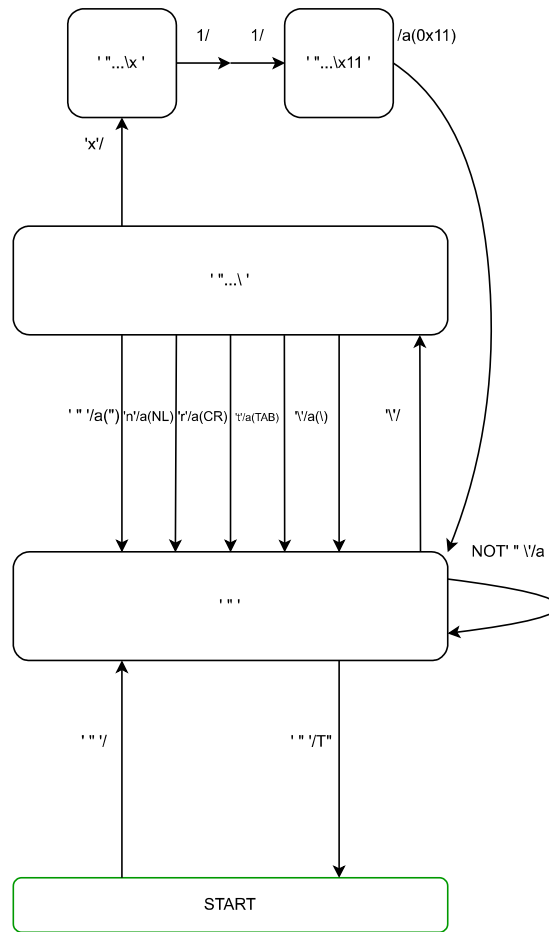 1/ 1/ /a(0x11)
' "...\x ' ' "...\x11 '
'x'/
' "...\ '
' " '/a(") 'n'/a(NL) 'r'/a(CR) 't'/a(TAB) '\'/a(\) '\'/
NOT' " \'/a
' " '
' " '/ ' " '/T"
START